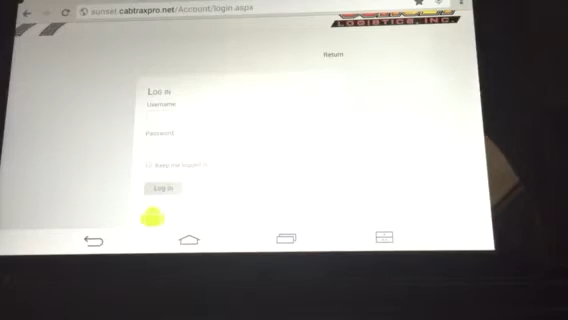 sunset.cabtraxpro.net/Account/login.aspx
LOGISTICS, INC.
Return
LOG IN
Username
Password
Keep me logged in
Log in